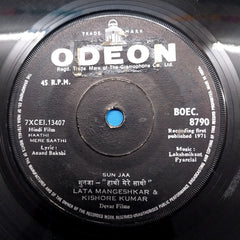 TRADE MARK
ODEON
Regd. Trade Mark of The Gramophone Co. Ltd.
45 R.P.M.
7XCEI.13407
Hindi Film
HAATHI
MERE SAATHI
Lyric:
Anand Bakshi
BOEC.
8790
Recording first
published 1971
Music:
Laxmikant
Pyarelal
SUN JAA
सुनजा-"हाथी मेरे साथी"
LATA MANGESHKAR &
KISHORE KUMAR
Devar Films